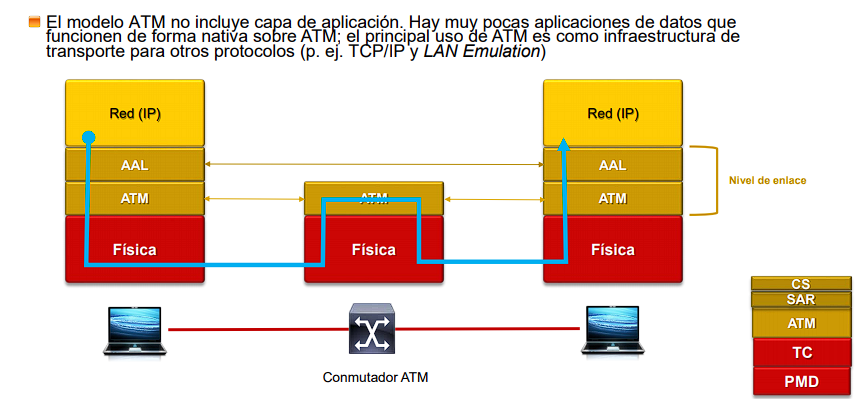 El modelo ATM no incluye capa de aplicación. Hay muy pocas aplicaciones de datos que
funcionen de forma nativa sobre ATM; el principal uso de ATM es como infraestructura de
transporte para otros protocolos (p. ej. TCP/IP y LAN Emulation)
Red (IP)
Red (IP)
AAL
AAL
Nivel de enlace
ATM
ATM
ATM
Física
Física
Física
CS
SAR
ATM
TC
PMD
Conmutador ATM